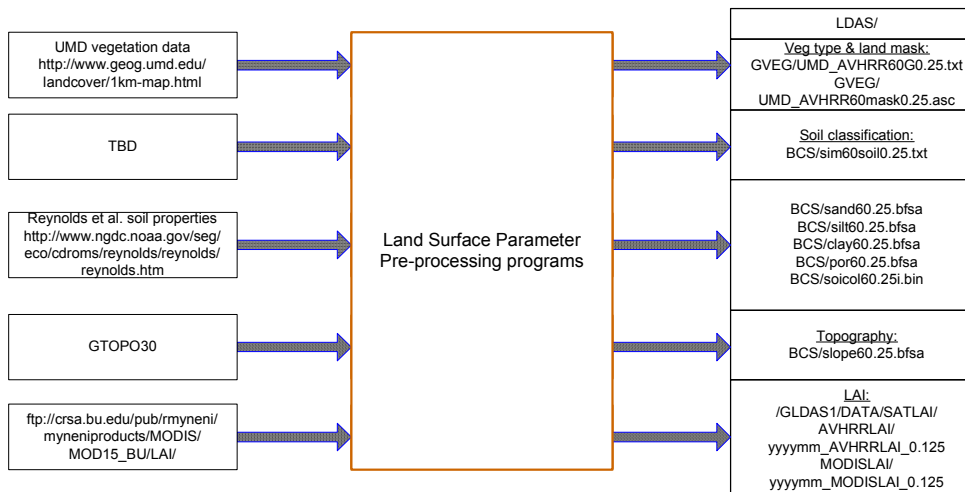 UMD vegetation data
http://www.geog.umd.edu/
landcover/1km-map.html
TBD
Reynolds et al. soil properties
http://www.ngdc.noaa.gov/seg/
eco/cdroms/reynolds/reynolds/
reynolds.htm
GTOPO30
ftp://crsa.bu.edu/pub/rmyneni/
myneniproducts/MODIS/
MOD15_BU/LAI/
Land Surface Parameter
Pre-processing programs
LDAS/
Veg type & land mask:
GVEG/UMD_AVHRR60G0.25.txt
GVEG/
UMD_AVHRR60mask0.25.asc
Soil classification:
BCS/sim60soil0.25.txt
BCS/sand60.25.bfsa
BCS/silt60.25.bfsa
BCS/clay60.25.bfsa
BCS/por60.25.bfsa
BCS/soicol60.25i.bin
Topography:
BCS/slope60.25.bfsa
LAI:
/GLDAS1/DATA/SATLAI/
AVHRRLAI/
yyyymm_AVHRRLAI_0.125
MODISLAI/
yyyymm_MODISLAI_0.125